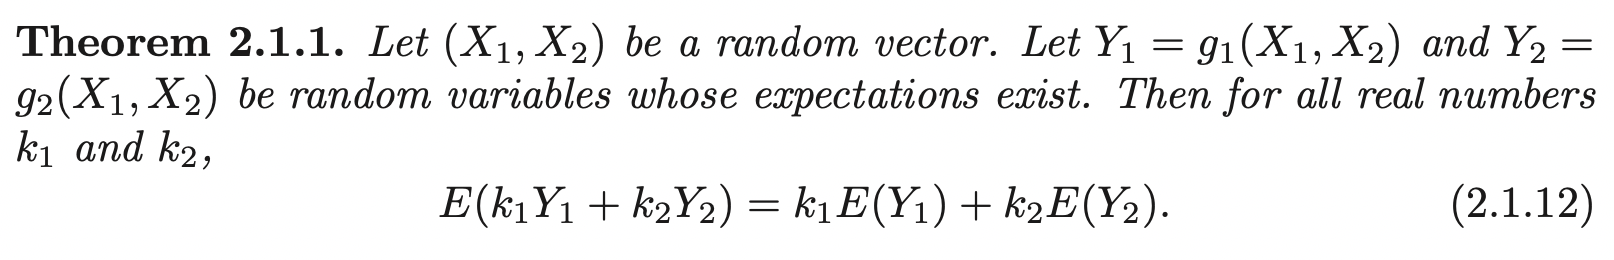 Theorem 2.1.1. Let (X₁, X₂) be a random vector. Let Y₁ = g₁(X₁, X₂) and Y₂ =
g₂(X₁, X₂) be random variables whose expectations exist. Then for all real numbers
k₁ and k₂,
E(k₁Y₁ + k₂Y₂) = k₁E(Y₁) + k₂E(Y₂). (2.1.12)